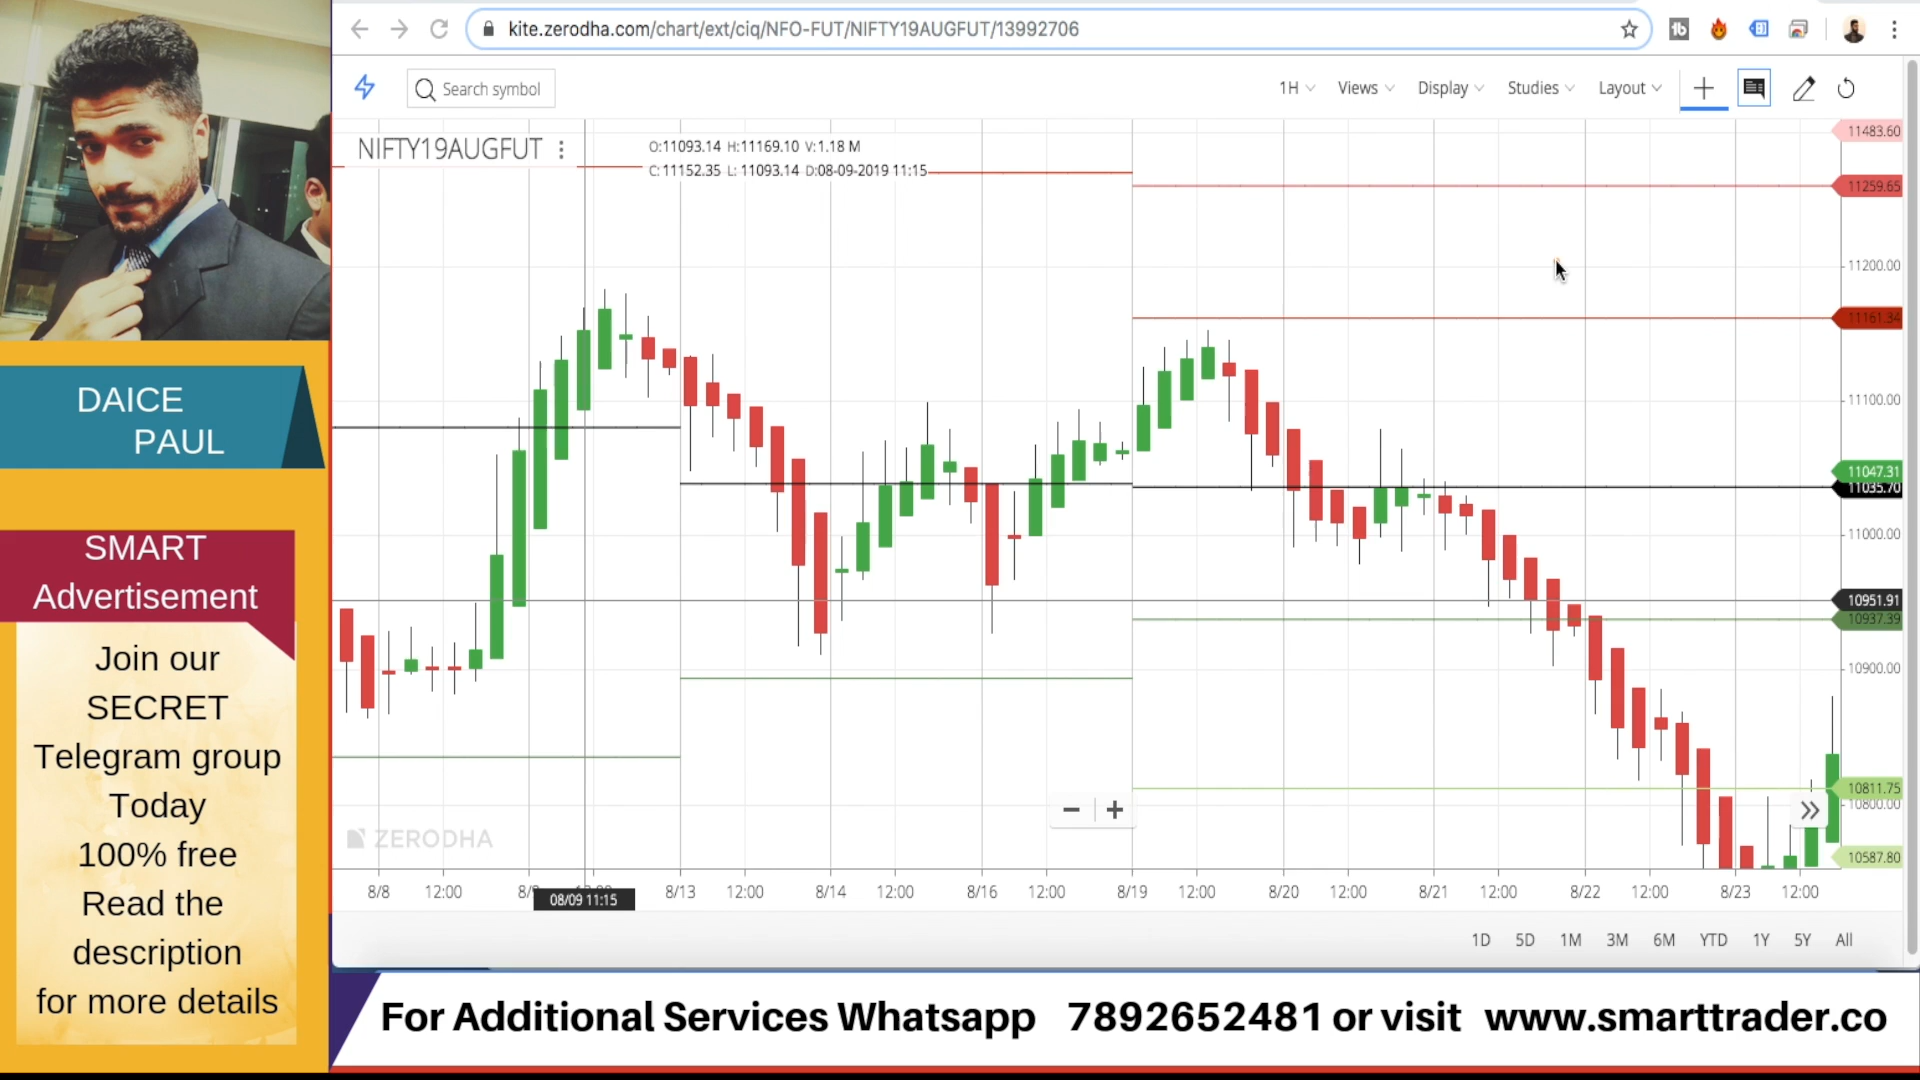 kite.zerodha.com/chart/ext/ciq/NFO-FUT/NIFTY19AUGFUT/13992706
Search symbol
1H Views Display Studies Layout
NIFTY19AUGFUT
O:11093.14 H:11169.10 V:1.18 M
C:11152.35 L: 11093.14 D:08-09-2019 11:15
11483.60
11259.65
11200.00
11161.34
11100.00
11047.31
11035.70
11000.00
10951.91
10937.39
10900.00
10811.75
10800.00
10587.80
ZERODHA
8/8 12:00 8/13 12:00 8/14 12:00 8/16 12:00 8/19 12:00 8/20 12:00 8/21 12:00 8/22 12:00 8/23 12:00
08/09 11:15
1D 5D 1M 3M 6M YTD 1Y 5Y All
DAICE
PAUL
SMART
Advertisement
Join our
SECRET
Telegram group
Today
100% free
Read the
description
for more details
For Additional Services Whatsapp 7892652481 or visit www.smarttrader.co